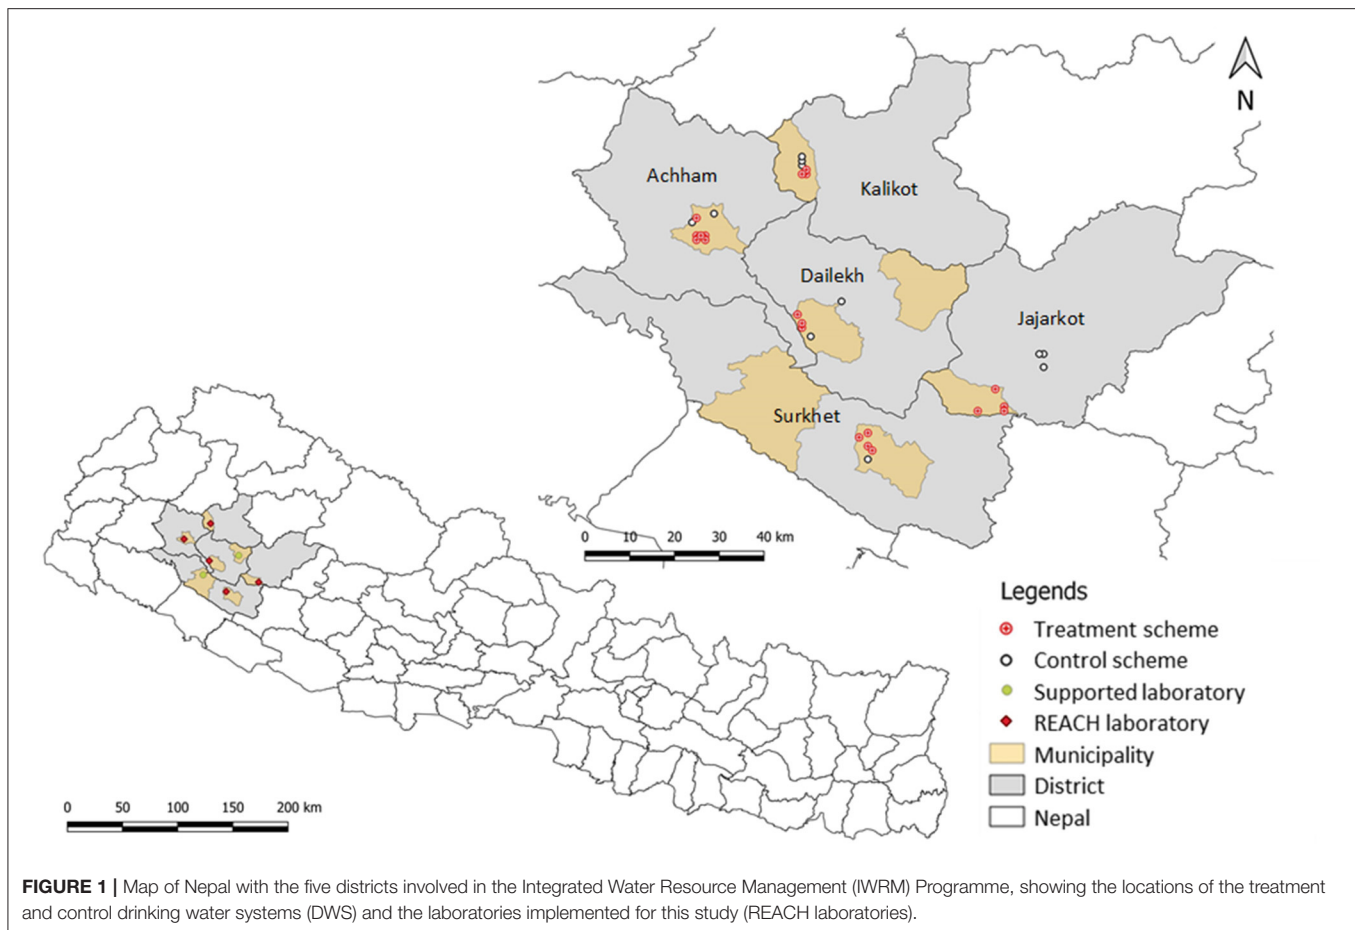 N
Achham
Kalikot
Dailekh
Jajarkot
Surkhet
0 10 20 30 40 km
Legends
Treatment scheme
Control scheme
Supported laboratory
REACH laboratory
Municipality
District
Nepal
0 50 100 150 200 km
FIGURE 1 | Map of Nepal with the five districts involved in the Integrated Water Resource Management (IWRM) Programme, showing the locations of the treatment
and control drinking water systems (DWS) and the laboratories implemented for this study (REACH laboratories).